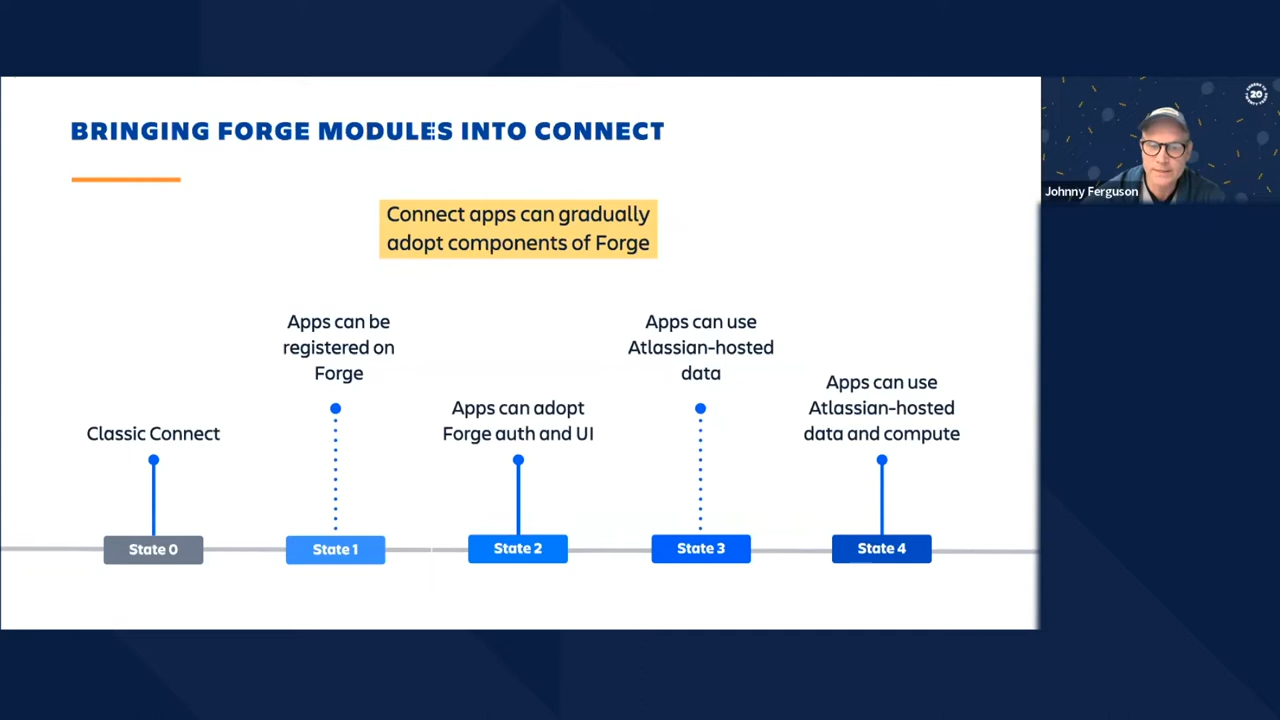 BRINGING FORGE MODULES INTO CONNECT
Connect apps can gradually
adopt components of Forge
Classic Connect
Apps can be
registered on
Forge
Apps can adopt
Forge auth and UI
Apps can use
Atlassian-hosted
data
Apps can use
Atlassian-hosted
data and compute
State 0
State 1
State 2
State 3
State 4
Johnny Ferguson
20